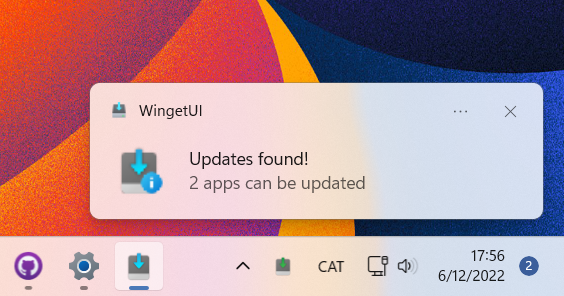 WingetUI
Updates found!
2 apps can be updated
CAT
17:56
6/12/2022
2